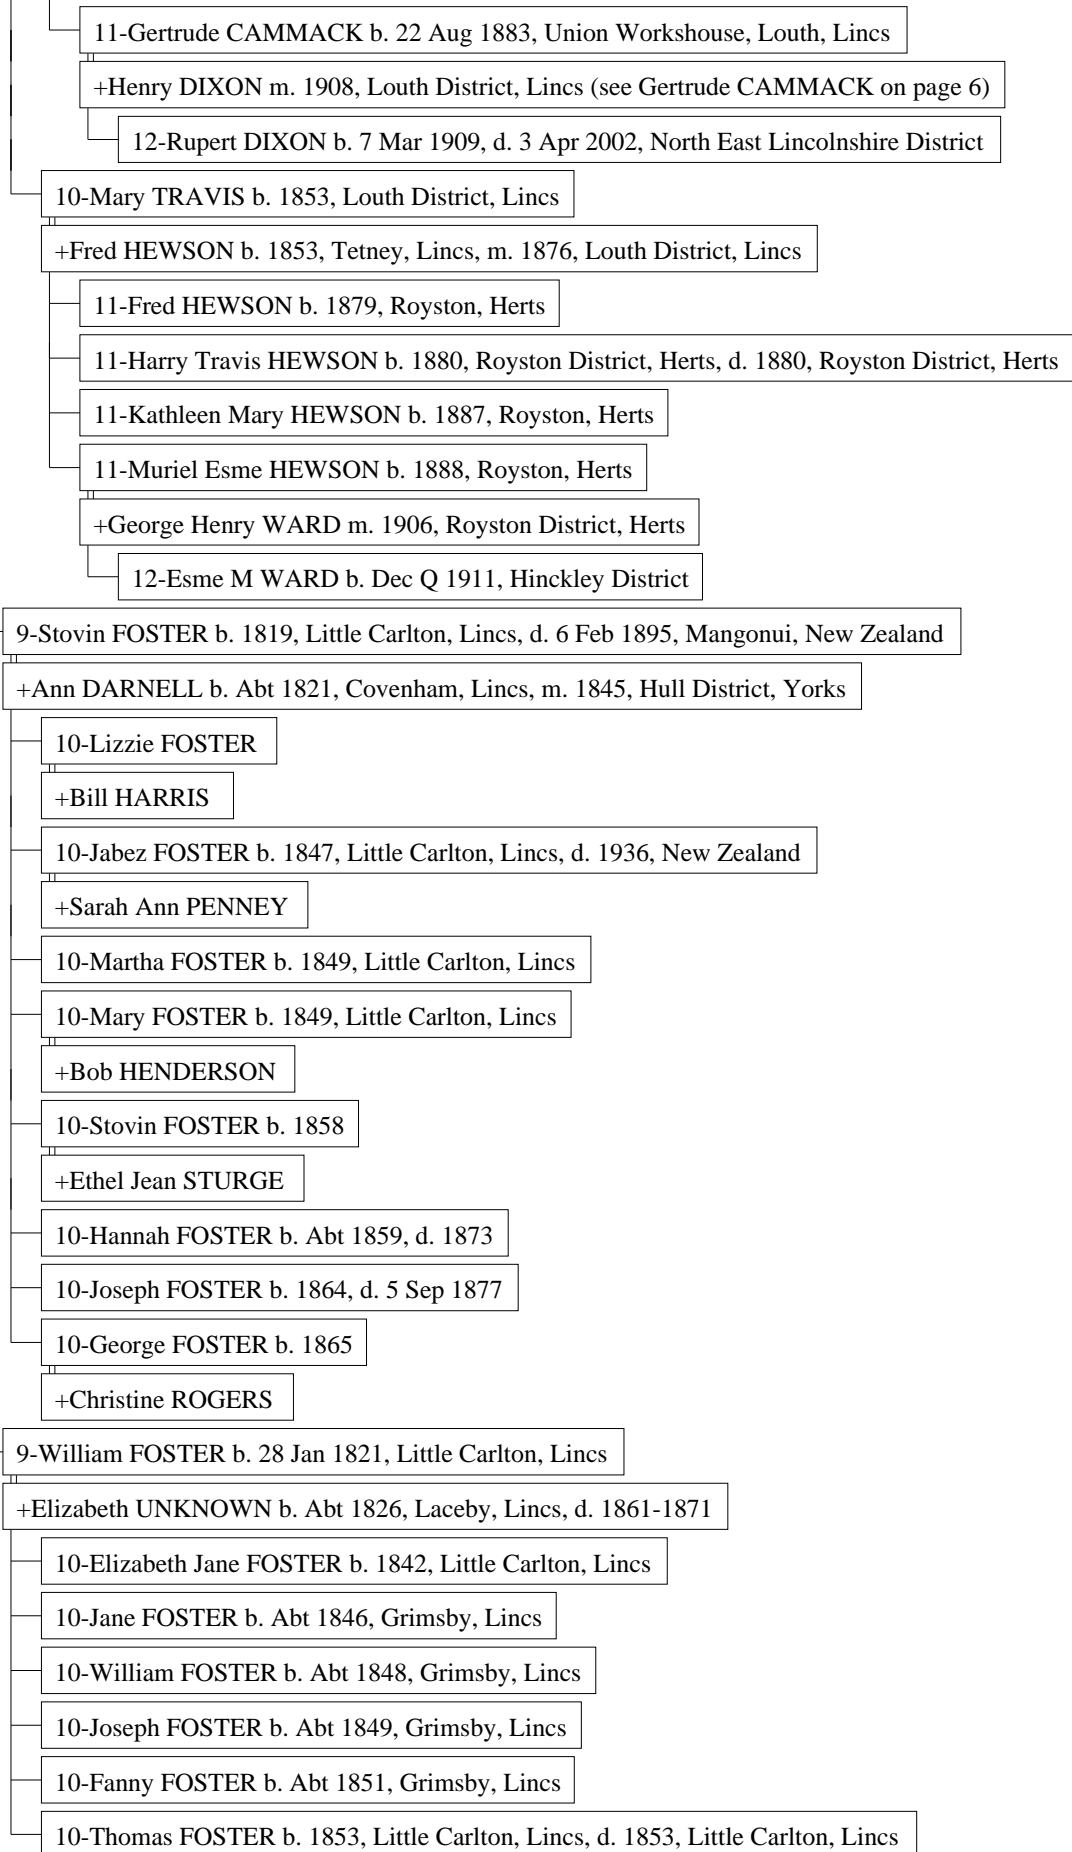 11-Gertrude CAMMACK b. 22 Aug 1883, Union Workshouse, Louth, Lincs
+Henry DIXON m. 1908, Louth District, Lincs (see Gertrude CAMMACK on page 6)
12-Rupert DIXON b. 7 Mar 1909, d. 3 Apr 2002, North East Lincolnshire District
10-Mary TRAVIS b. 1853, Louth District, Lincs
+Fred HEWSON b. 1853, Tetney, Lincs, m. 1876, Louth District, Lincs
11-Fred HEWSON b. 1879, Royston, Herts
11-Harry Travis HEWSON b. 1880, Royston District, Herts, d. 1880, Royston District, Herts
11-Kathleen Mary HEWSON b. 1887, Royston, Herts
11-Muriel Esme HEWSON b. 1888, Royston, Herts
+George Henry WARD m. 1906, Royston District, Herts
12-Esme M WARD b. Dec Q 1911, Hinckley District
9-Stovin FOSTER b. 1819, Little Carlton, Lincs, d. 6 Feb 1895, Mangonui, New Zealand
+Ann DARNELL b. Abt 1821, Covenham, Lincs, m. 1845, Hull District, Yorks
10-Lizzie FOSTER
+Bill HARRIS
10-Jabez FOSTER b. 1847, Little Carlton, Lincs, d. 1936, New Zealand
+Sarah Ann PENNEY
10-Martha FOSTER b. 1849, Little Carlton, Lincs
10-Mary FOSTER b. 1849, Little Carlton, Lincs
+Bob HENDERSON
10-Stovin FOSTER b. 1858
+Ethel Jean STURGE
10-Hannah FOSTER b. Abt 1859, d. 1873
10-Joseph FOSTER b. 1864, d. 5 Sep 1877
10-George FOSTER b. 1865
+Christine ROGERS
9-William FOSTER b. 28 Jan 1821, Little Carlton, Lincs
+Elizabeth UNKNOWN b. Abt 1826, Laceby, Lincs, d. 1861-1871
10-Elizabeth Jane FOSTER b. 1842, Little Carlton, Lincs
10-Jane FOSTER b. Abt 1846, Grimsby, Lincs
10-William FOSTER b. Abt 1848, Grimsby, Lincs
10-Joseph FOSTER b. Abt 1849, Grimsby, Lincs
10-Fanny FOSTER b. Abt 1851, Grimsby, Lincs
10-Thomas FOSTER b. 1853, Little Carlton, Lincs, d. 1853, Little Carlton, Lincs